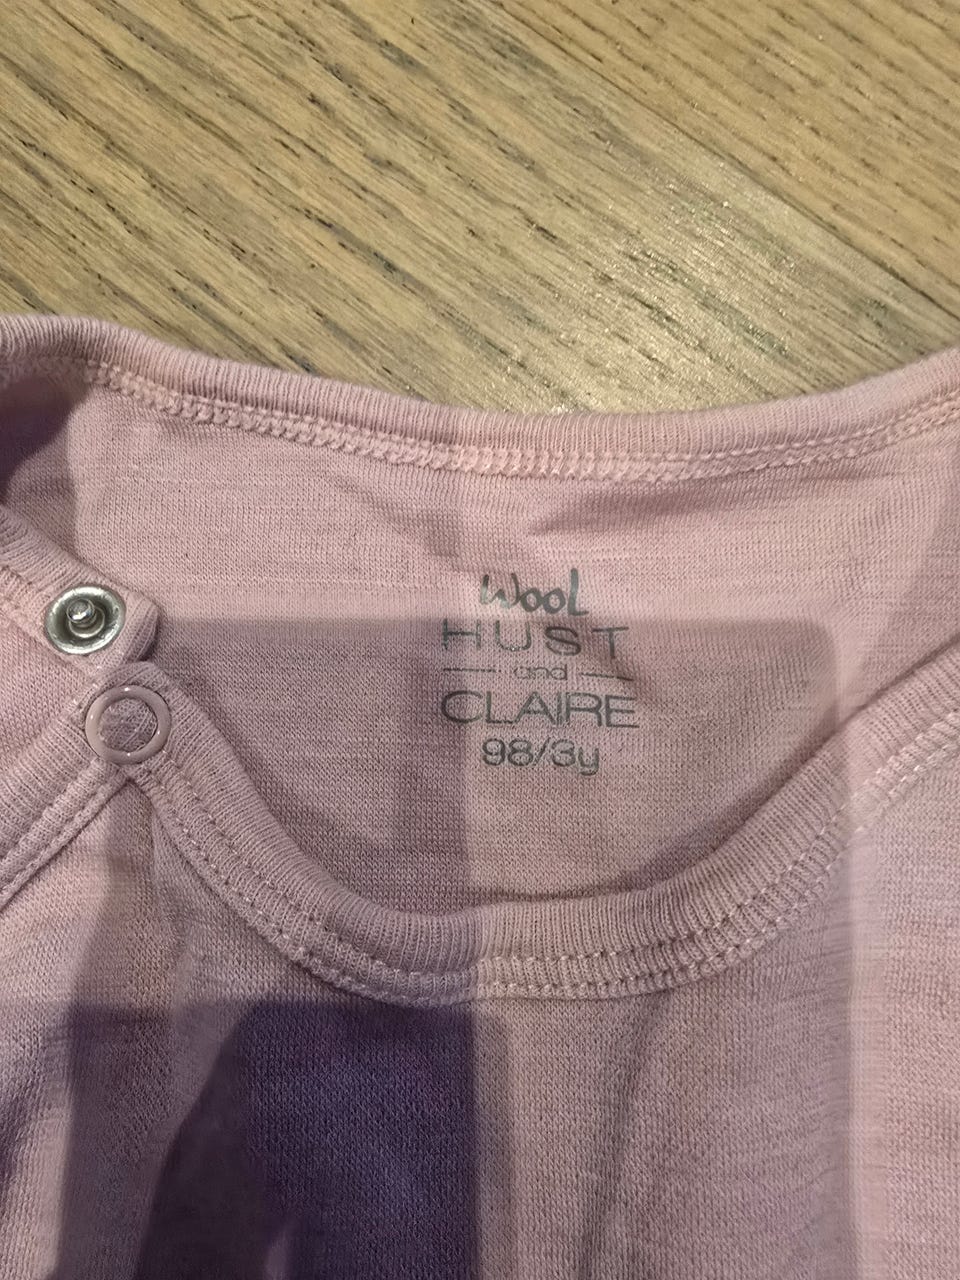 Wool
HUST
and
CLAIRE
98/3y